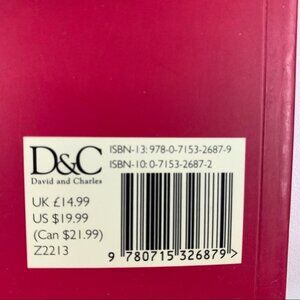 D&C
David and Charles
ISBN-13: 978-0-7153-2687-9
ISBN-10: 0-7153-2687-2
UK £14.99
US $19.99
(Can $21.99)
Z2213
9 780715 326879 >